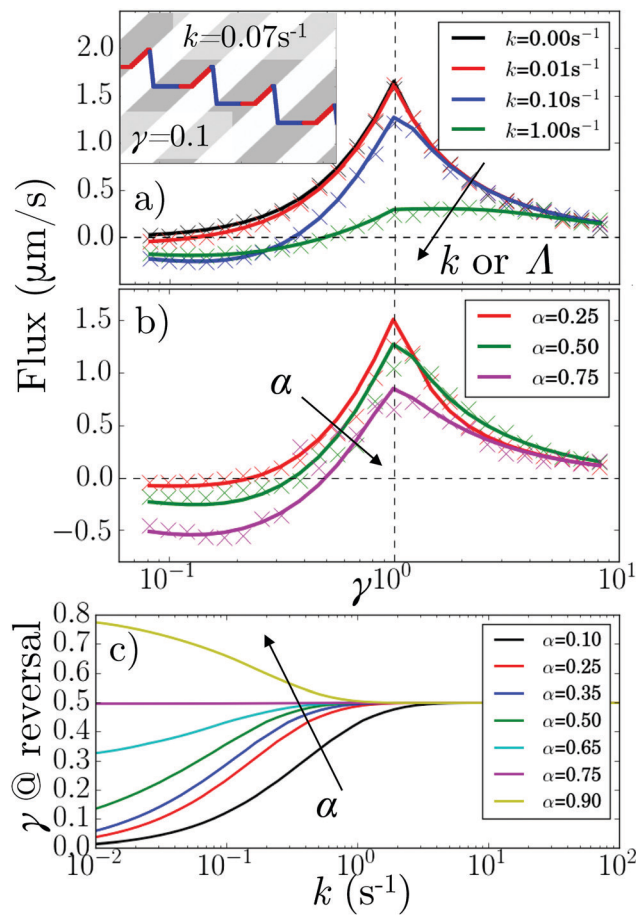 Flux (μm/s)
2.0
1.5
1.0
0.5
0.0
k=0.07s⁻¹
γ=0.1
k=0.00s⁻¹
k=0.01s⁻¹
k=0.10s⁻¹
k=1.00s⁻¹
a)
k or Λ
b)
1.5
1.0
0.5
0.0
−0.5
α
α=0.25
α=0.50
α=0.75
10⁻¹
γ10⁰
10¹
γ @ reversal
0.8
0.7
0.6
0.5
0.4
0.3
0.2
0.1
0.0
c)
α
α=0.10
α=0.25
α=0.35
α=0.50
α=0.65
α=0.75
α=0.90
10⁻²
10⁻¹
10⁰
10¹
10²
k (s⁻¹)